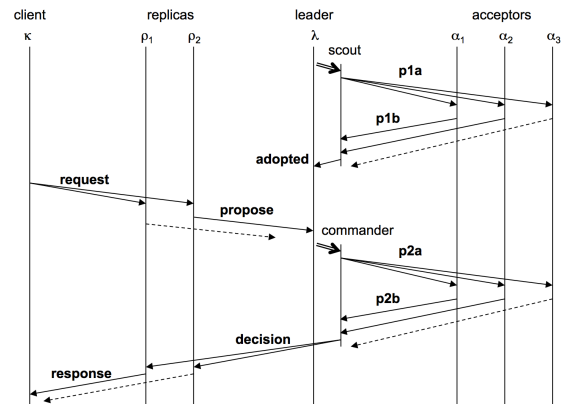 client replicas leader acceptors
κ ρ1 ρ2 λ α1 α2 α3
scout
p1a
p1b
adopted
request
propose
commander
p2a
p2b
decision
response